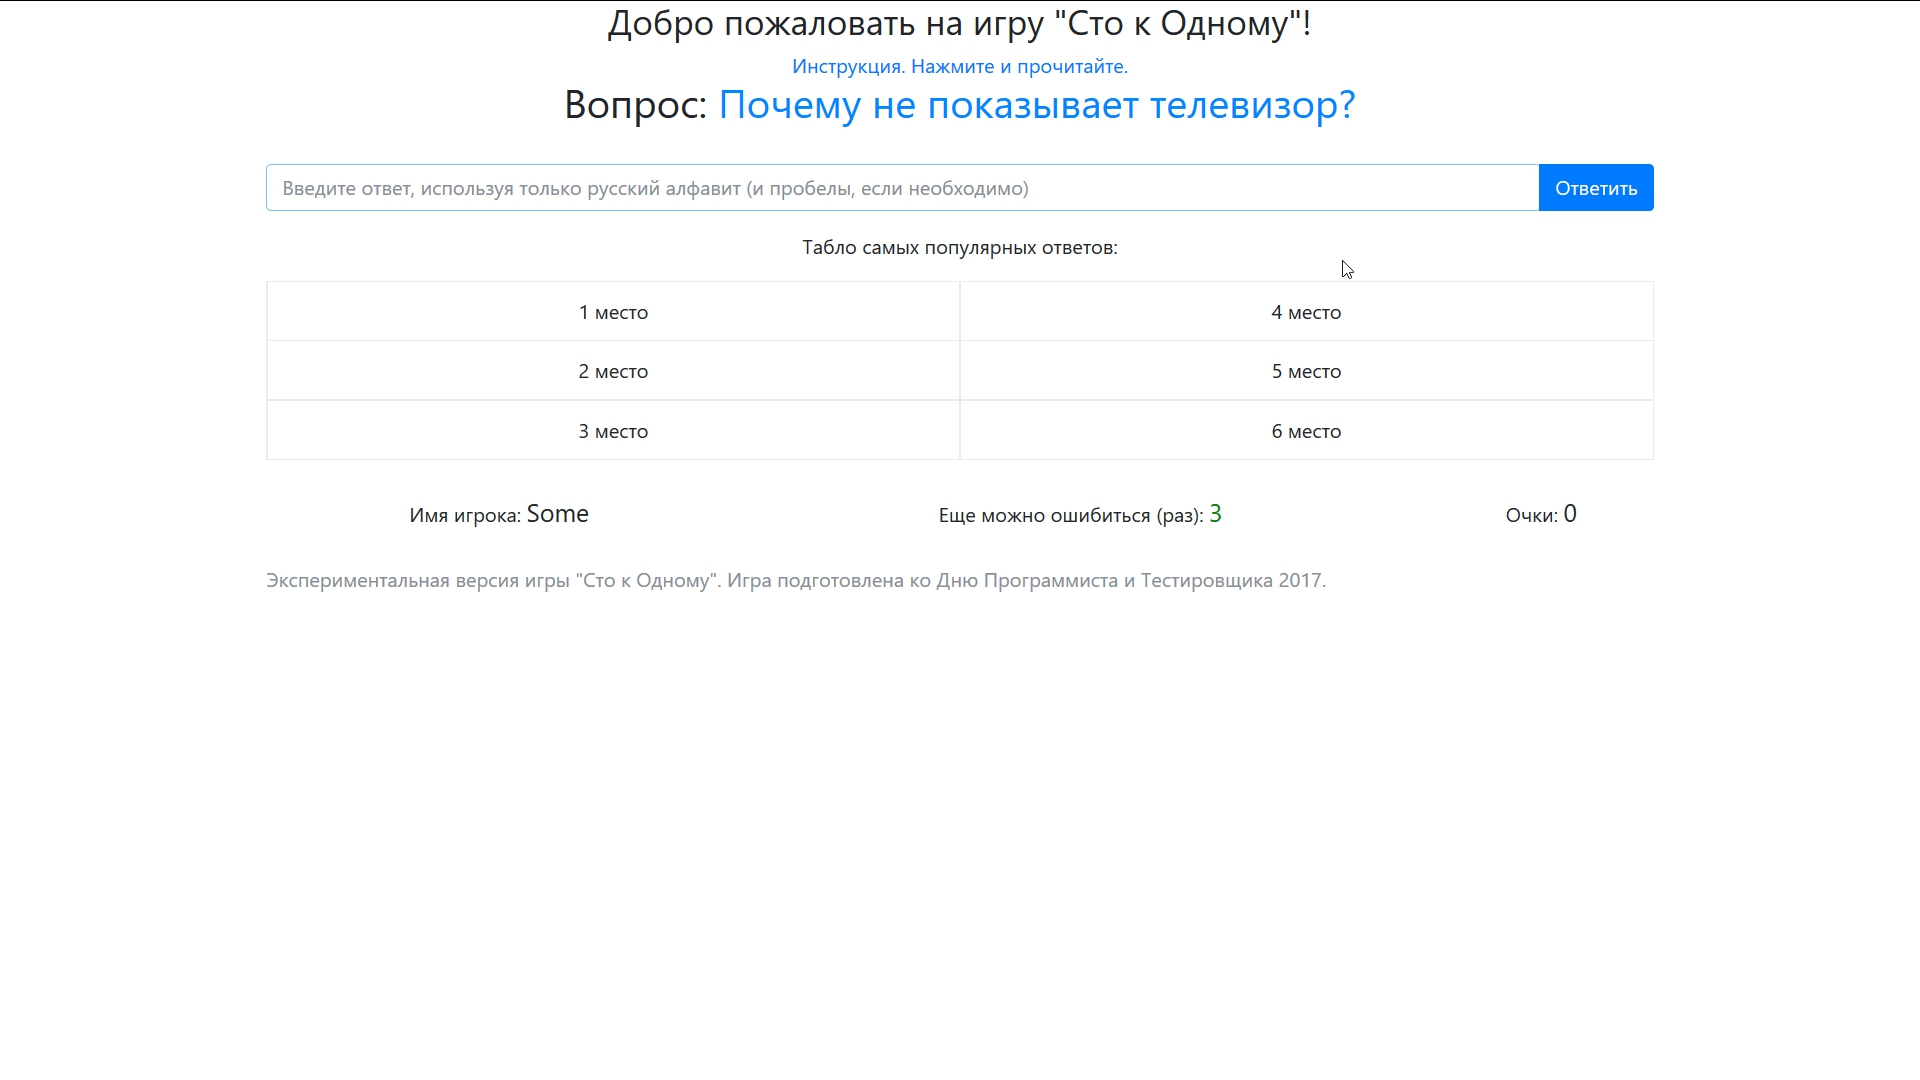 Добро пожаловать на игру "Сто к Одному"!
Инструкция. Нажмите и прочитайте.
Вопрос: Почему не показывает телевизор?
Введите ответ, используя только русский алфавит (и пробелы, если необходимо)
Ответить
Табло самых популярных ответов:
1 место
4 место
2 место
5 место
3 место
6 место
Имя игрока: Some
Еще можно ошибиться (раз): 3
Очки: 0
Экспериментальная версия игры "Сто к Одному". Игра подготовлена ко Дню Программиста и Тестировщика 2017.